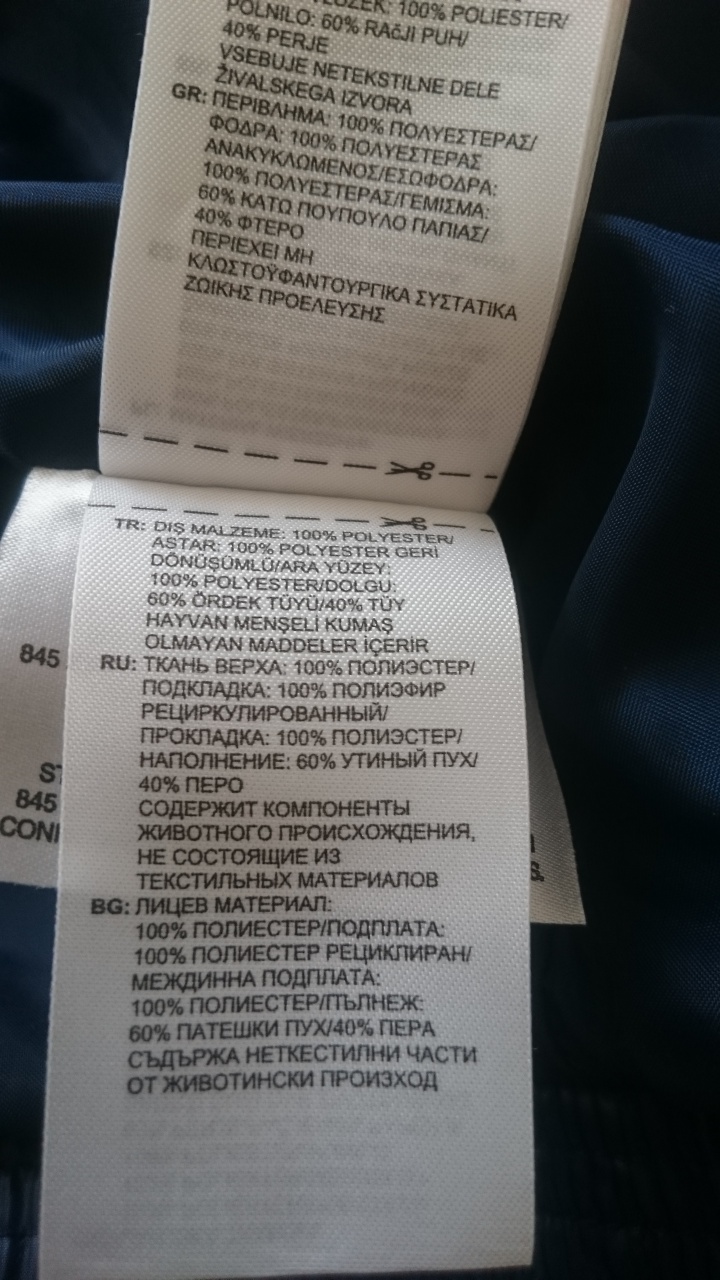 100% POLIESTER/
POLNILO: 60% RAčJI PUH/
40% PERJE
VSEBUJE NETEKSTILNE DELE
ŽIVALSKEGA IZVORA
GR: ΠΕΡΙΒΛΗΜΑ: 100% ΠΟΛΥΕΣΤΕΡΑΣ/
ΦΟΔΡΑ: 100% ΠΟΛΥΕΣΤΕΡΑΣ
ΑΝΑΚΥΚΛΩΜΕΝΟΣ/ΕΣΩΦΟΔΡΑ:
100% ΠΟΛΥΕΣΤΕΡΑΣ/ΓΕΜΙΣΜΑ:
60% ΚΑΤΩ ΠΟΥΠΟΥΛΟ ΠΑΠΙΑΣ/
40% ΦΤΕΡΟ
ΠΕΡΙΕΧΕΙ ΜΗ
ΚΛΩΣΤΟΫΦΑΝΤΟΥΡΓΙΚΑ ΣΥΣΤΑΤΙΚΑ
ΖΩΙΚΗΣ ΠΡΟΕΛΕΥΣΗΣ
TR: DIŞ MALZEME: 100% POLYESTER/
ASTAR: 100% POLYESTER GERİ
DÖNÜŞÜMLÜ/ARA YÜZEY:
100% POLYESTER/DOLGU:
60% ÖRDEK TÜYÜ/40% TÜY
HAYVAN MENŞELİ KUMAŞ
OLMAYAN MADDELER İÇERİR
RU: ТКАНЬ ВЕРХА: 100% ПОЛИЭСТЕР/
ПОДКЛАДКА: 100% ПОЛИЭФИР
РЕЦИРКУЛИРОВАННЫЙ/
ПРОКЛАДКА: 100% ПОЛИЭСТЕР/
НАПОЛНЕНИЕ: 60% УТИНЫЙ ПУХ/
40% ПЕРО
СОДЕРЖИТ КОМПОНЕНТЫ
ЖИВОТНОГО ПРОИСХОЖДЕНИЯ,
НЕ СОСТОЯЩИЕ ИЗ
ТЕКСТИЛЬНЫХ МАТЕРИАЛОВ
BG: ЛИЦЕВ МАТЕРИАЛ:
100% ПОЛИЕСТЕР/ПОДПЛАТА:
100% ПОЛИЕСТЕР РЕЦИКЛИРАН/
МЕЖДИННА ПОДПЛАТА:
100% ПОЛИЕСТЕР/ПЪЛНЕЖ:
60% ПАТЕШКИ ПУХ/40% ПЕРА
СЪДЪРЖА НЕТКЕСТИЛНИ ЧАСТИ
ОТ ЖИВОТИНСКИ ПРОИЗХОД
845
845